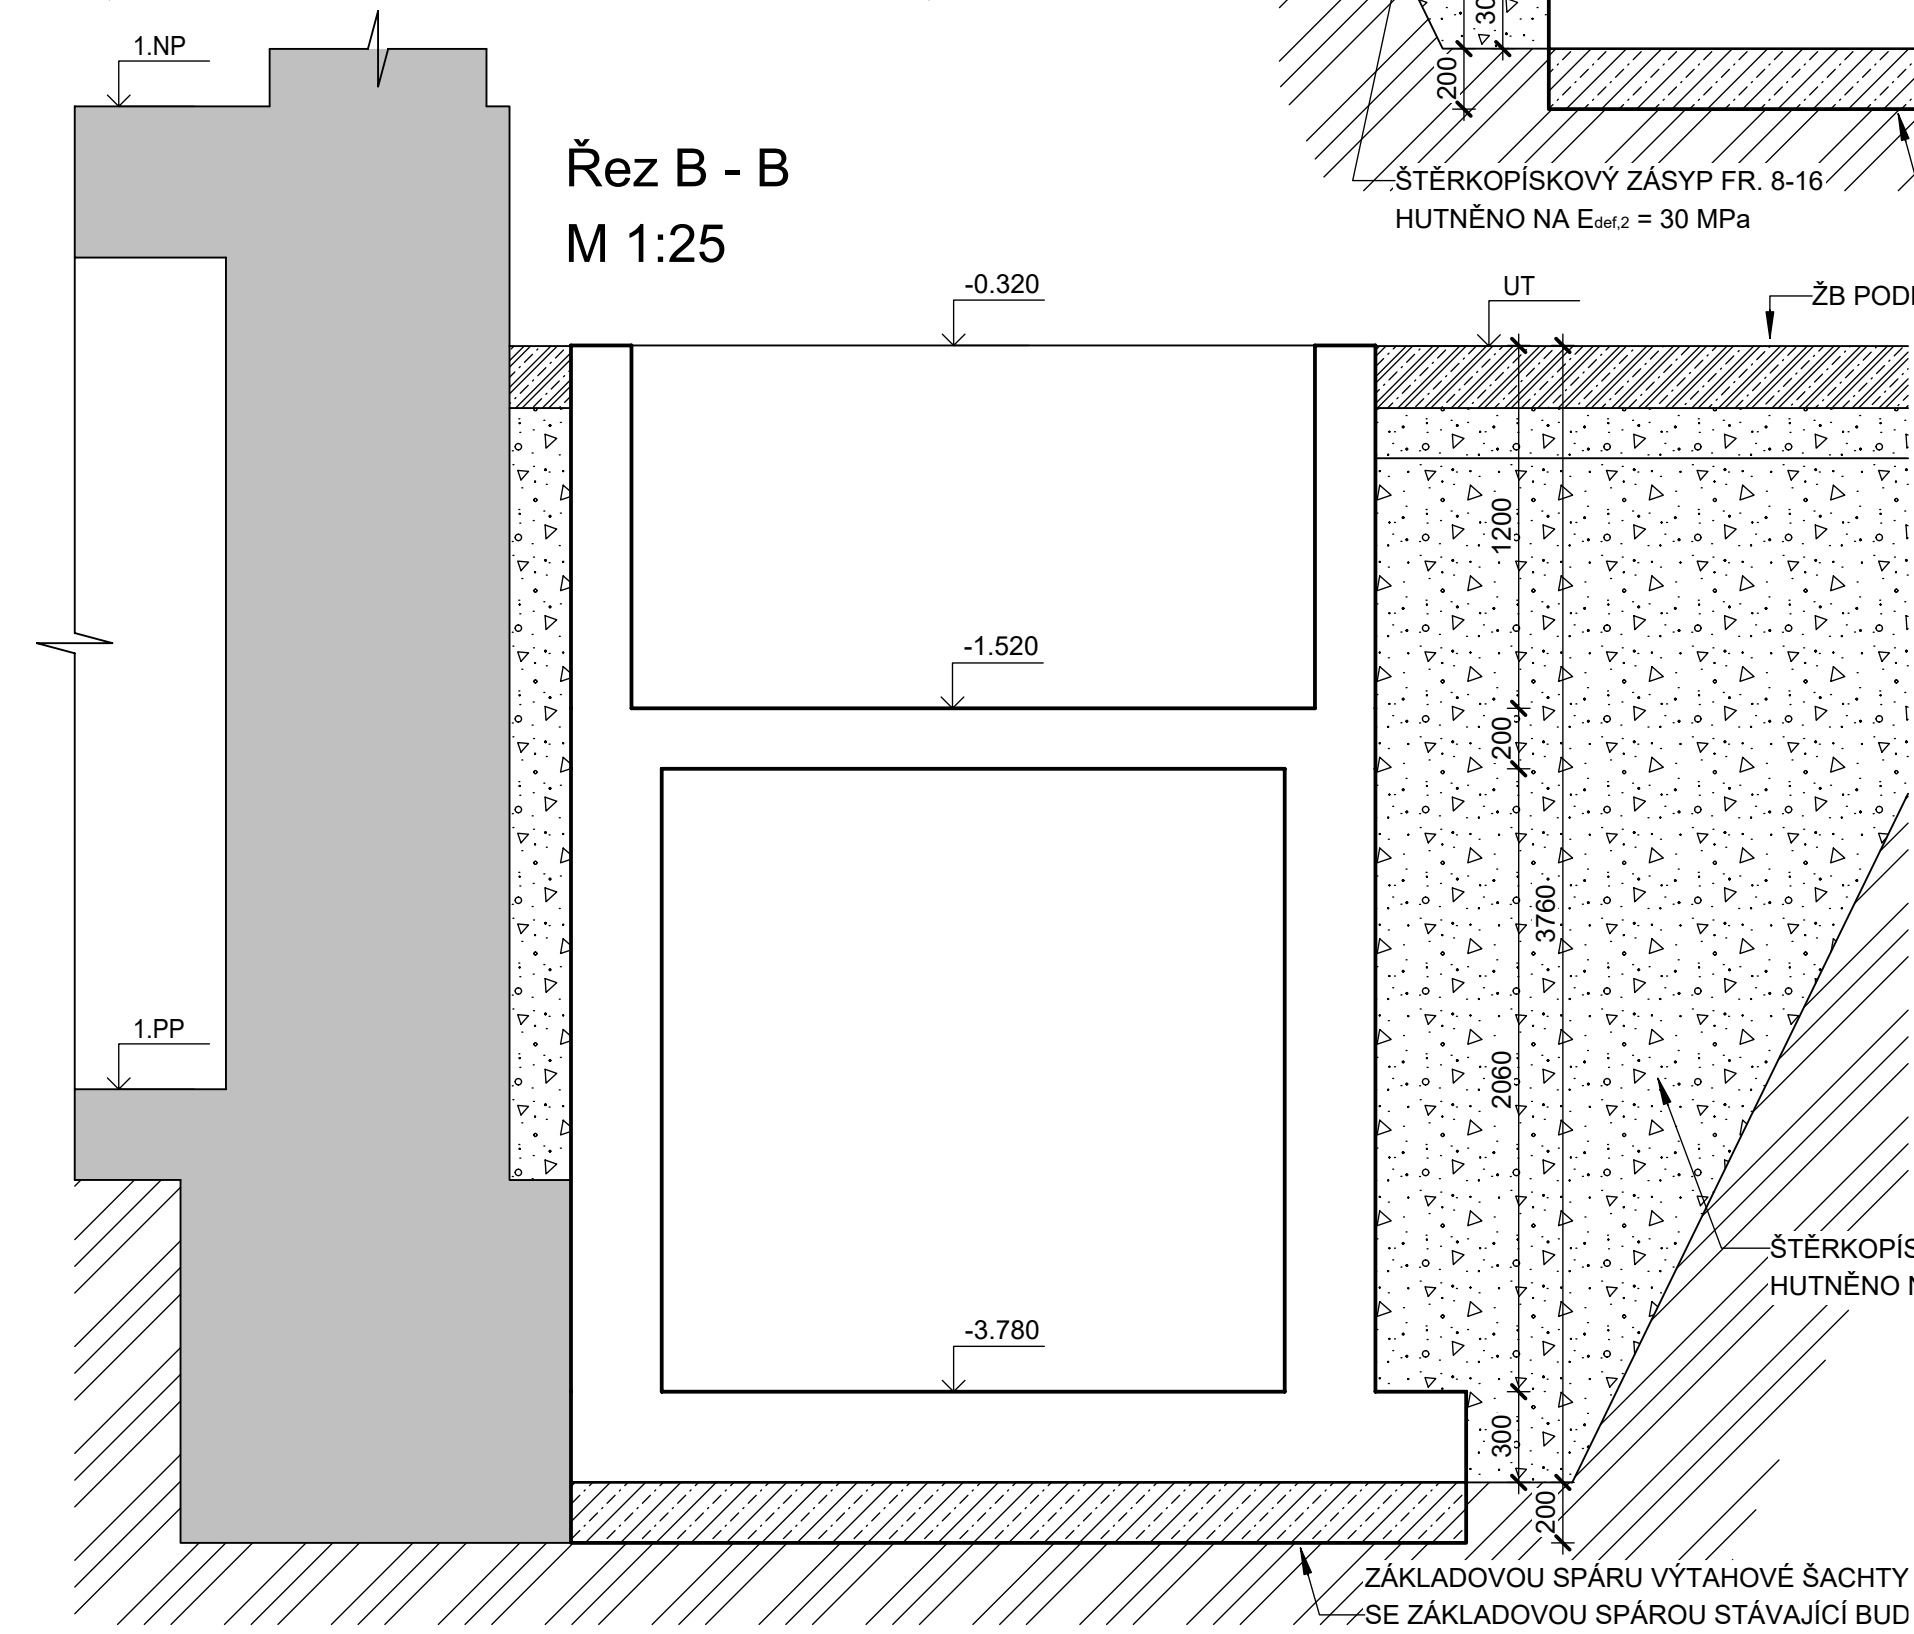 1.NP
30
200
Řez B - B
M 1:25
ŠTĚRKOPÍSKOVÝ ZÁSYP FR. 8-16
HUTNĚNO NA Edef,2 = 30 MPa
-0.320
UT
ŽB
1200
-1.520
200
3760
1.PP
2060
ŠTĚRKOPÍS
HUTNĚNO
-3.780
300
200
ZÁKLADOVOU SPÁRU VÝTAHOVÉ ŠACHTY
SE ZÁKLADOVOU SPÁROU STÁVAJÍCÍ BUD